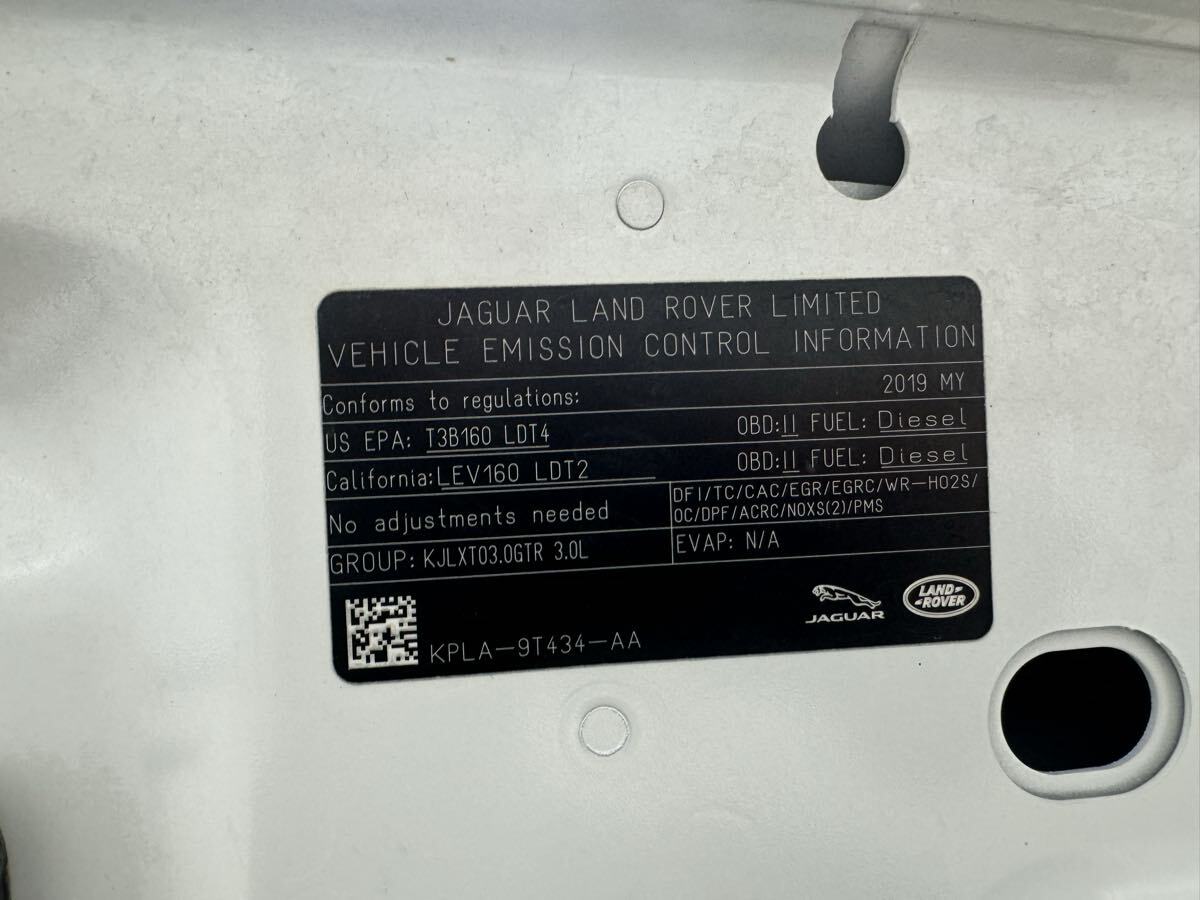 JAGUAR LAND ROVER LIMITED
VEHICLE EMISSION CONTROL INFORMATION
Conforms to regulations: 2019 MY
US EPA: T3B160 LDT4 OBD:II FUEL: Diesel
California: LEV160 LDT2 OBD:II FUEL: Diesel
No adjustments needed
DFI/TC/CAC/EGR/EGRC/WR-HO2S/
OC/DPF/ACRC/NOXS(2)/PMS
GROUP: KJLXT03.0GTR 3.0L
EVAP: N/A
KPLA-9T434-AA
JAGUAR
LAND-
-ROVER